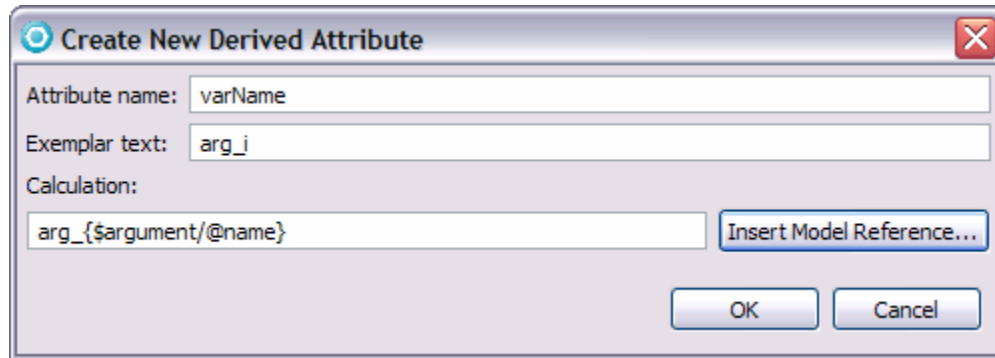 Create New Derived Attribute
Attribute name: varName
Exemplar text: arg_i
Calculation:
arg_{$argument/@name} Insert Model Reference...
OK Cancel